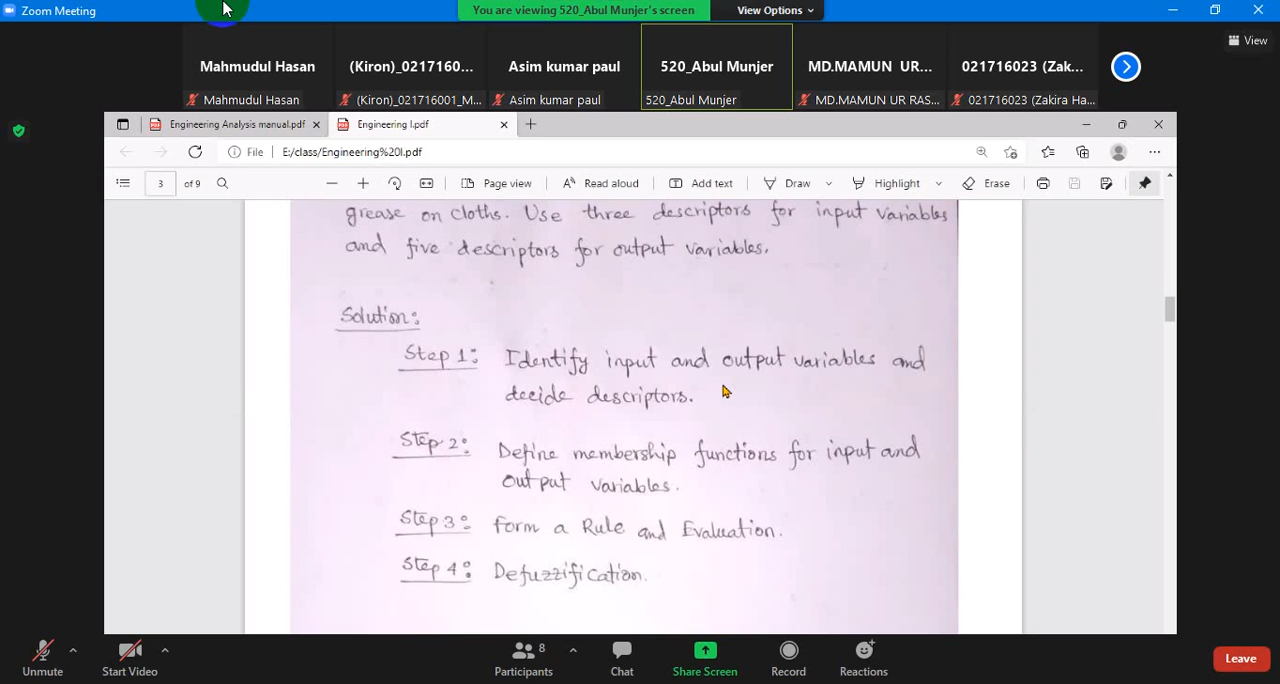 Zoom Meeting
You are viewing 520_Abul Munjer's screen
View Options
View
Mahmudul Hasan
(Kiron)_0217160...
Asim kumar paul
520_Abul Munjer
MD.MAMUN UR...
021716023 (Zak...
Mahmudul Hasan
(Kiron)_021716001_M...
Asim kumar paul
520_Abul Munjer
MD.MAMUN UR RAS...
021716023 (Zakira Ha...
Engineering Analysis manual.pdf
Engineering I.pdf
File
E:/class/Engineering%20I.pdf
3
of 9
Page view
Read aloud
Add text
Draw
Highlight
Erase
grease on cloths. Use three descriptors for input variables
and five descriptors for output variables.
Solution:
Step 1: Identify input and output variables and
decide descriptors.
Step 2: Define membership functions for input and
output variables.
Step 3: Form a Rule and Evaluation.
Step 4: Defuzzification.
Unmute
Start Video
Participants
8
Chat
Share Screen
Record
Reactions
Leave